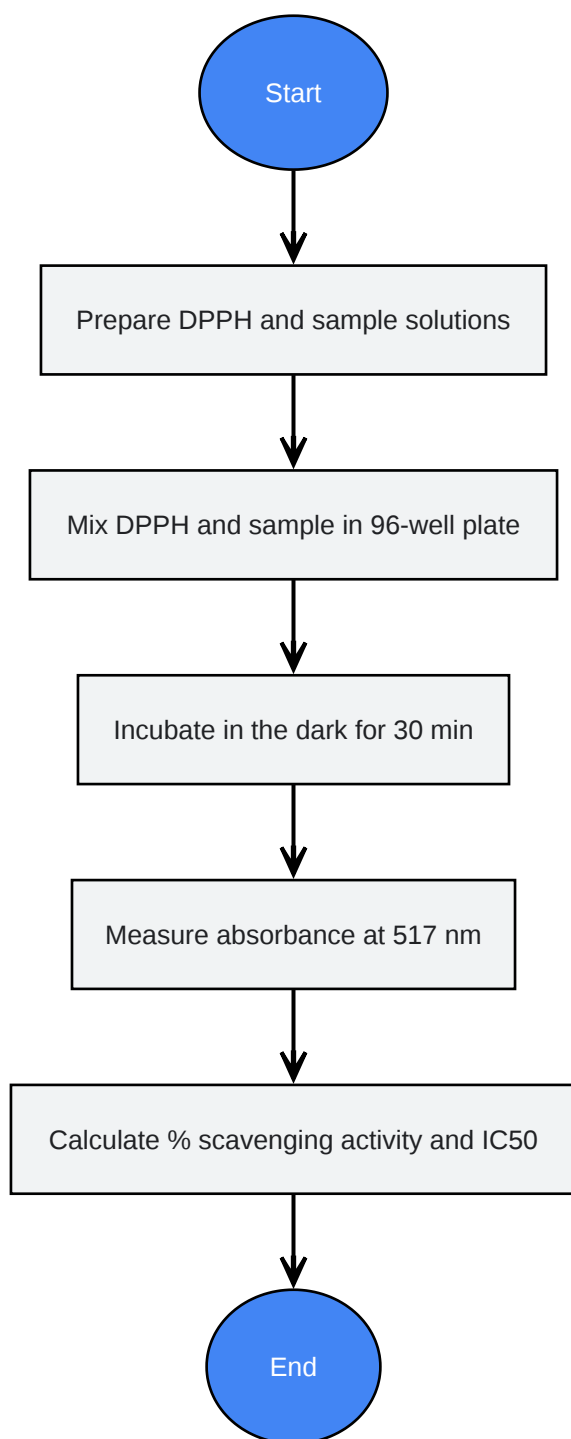 Start
Prepare DPPH and sample solutions
Mix DPPH and sample in 96-well plate
Incubate in the dark for 30 min
Measure absorbance at 517 nm
Calculate % scavenging activity and IC50
End